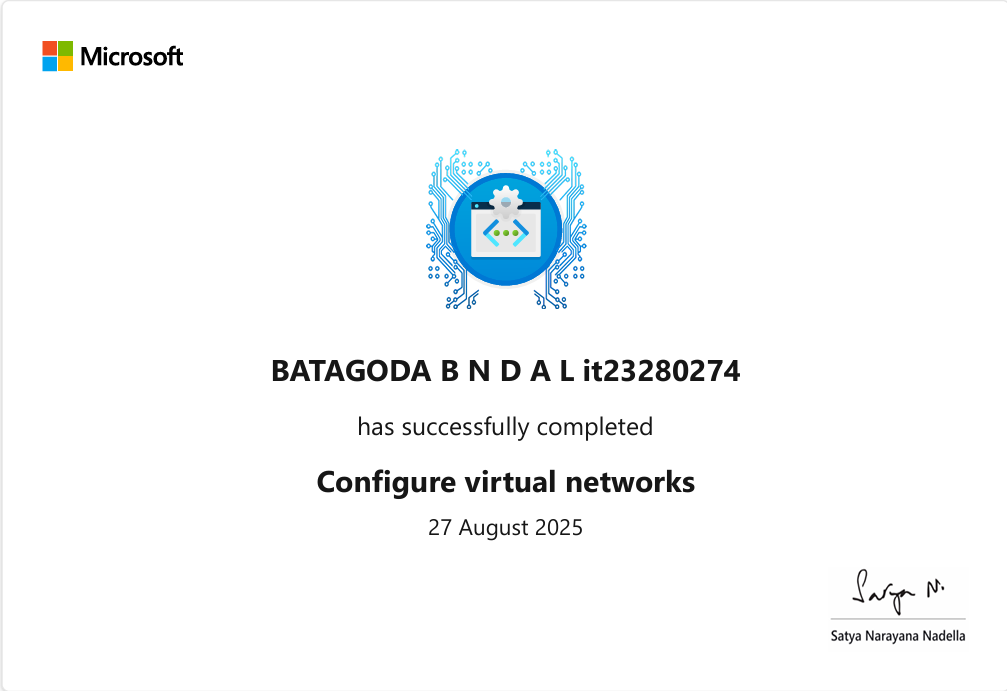 Microsoft
BATAGODA B N D A L it23280274
has successfully completed
Configure virtual networks
27 August 2025
Satya N.
Satya Narayana Nadella